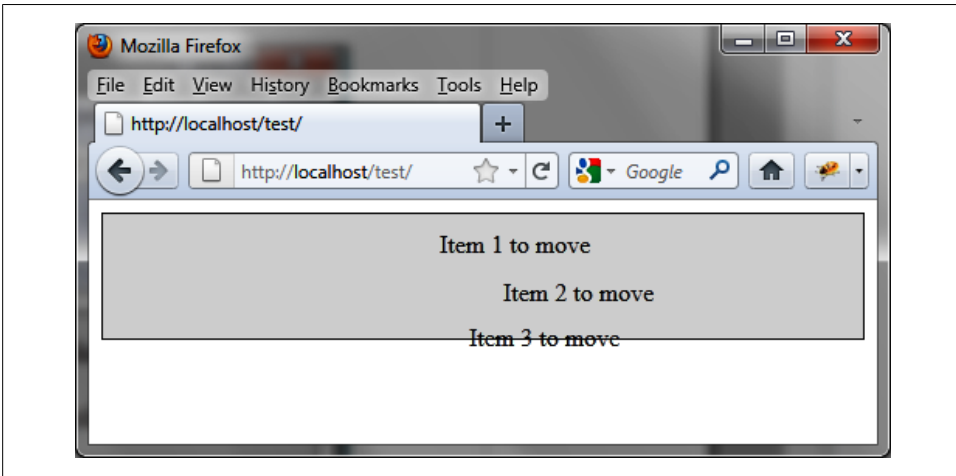 Mozilla Firefox
File Edit View History Bookmarks Tools Help
http://localhost/test/
+
http://localhost/test/ Google
Item 1 to move
Item 2 to move
Item 3 to move